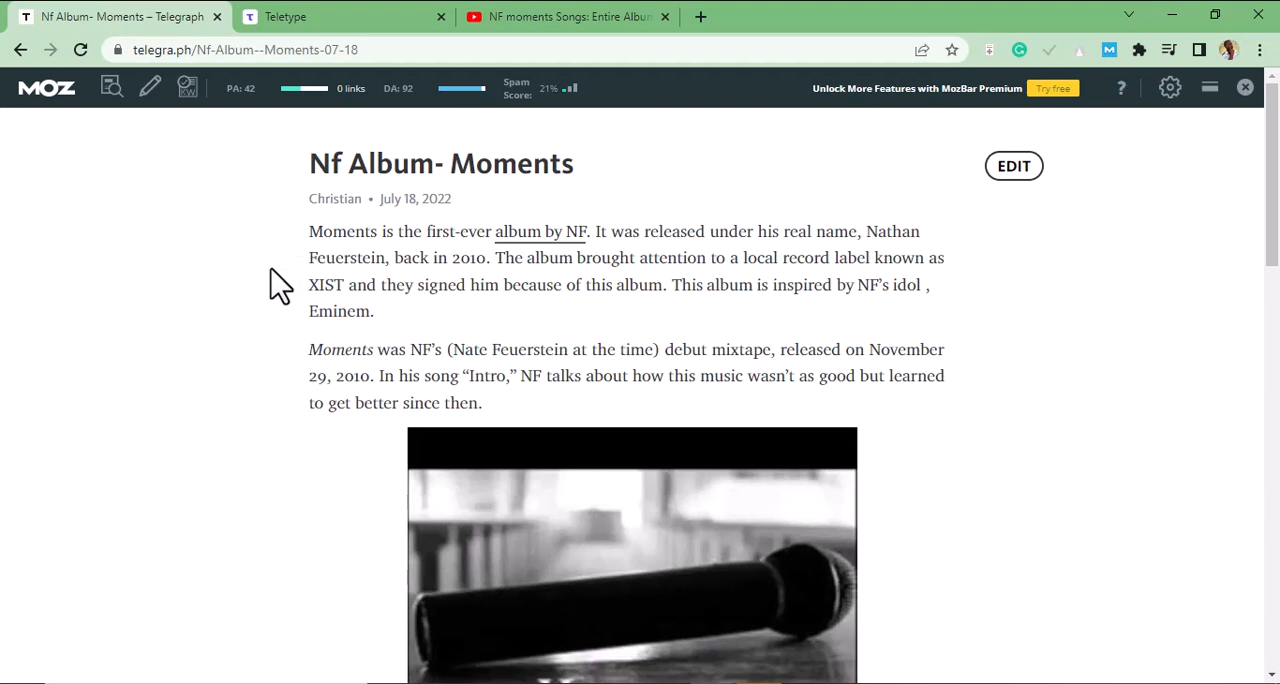 Nf Album- Moments – Telegraph
Teletype
NF moments Songs: Entire Albu
telegra.ph/Nf-Album--Moments-07-18
MOZ
KW
PA: 42
0 links
DA: 92
Spam Score: 21%
Unlock More Features with MozBar Premium
Try free
?
Nf Album- Moments
EDIT
Christian • July 18, 2022
Moments is the first-ever album by NF. It was released under his real name, Nathan
Feuerstein, back in 2010. The album brought attention to a local record label known as
XIST and they signed him because of this album. This album is inspired by NF’s idol ,
Eminem.
Moments was NF’s (Nate Feuerstein at the time) debut mixtape, released on November
29, 2010. In his song “Intro,” NF talks about how this music wasn’t as good but learned
to get better since then.